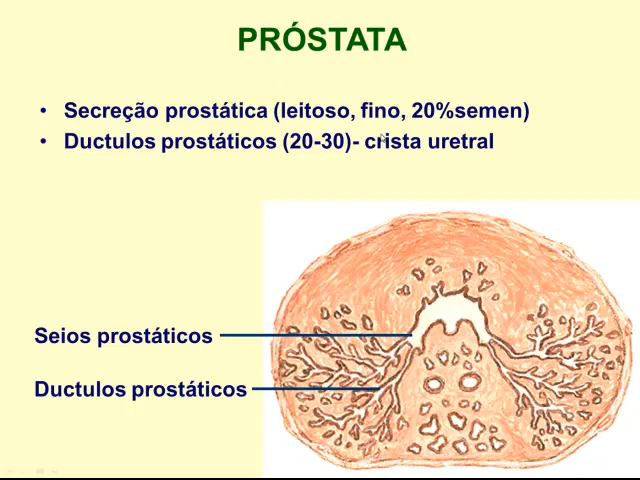 PRÓSTATA
• Secreção prostática (leitoso, fino, 20%semen)
• Ductulos prostáticos (20-30)- crista uretral
Seios prostáticos
Ductulos prostáticos